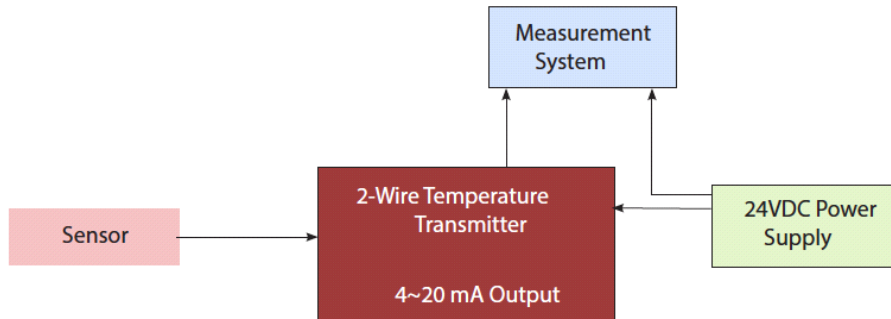 Measurement
System
2-Wire Temperature
Transmitter
4~20 mA Output
Sensor
24VDC Power
Supply